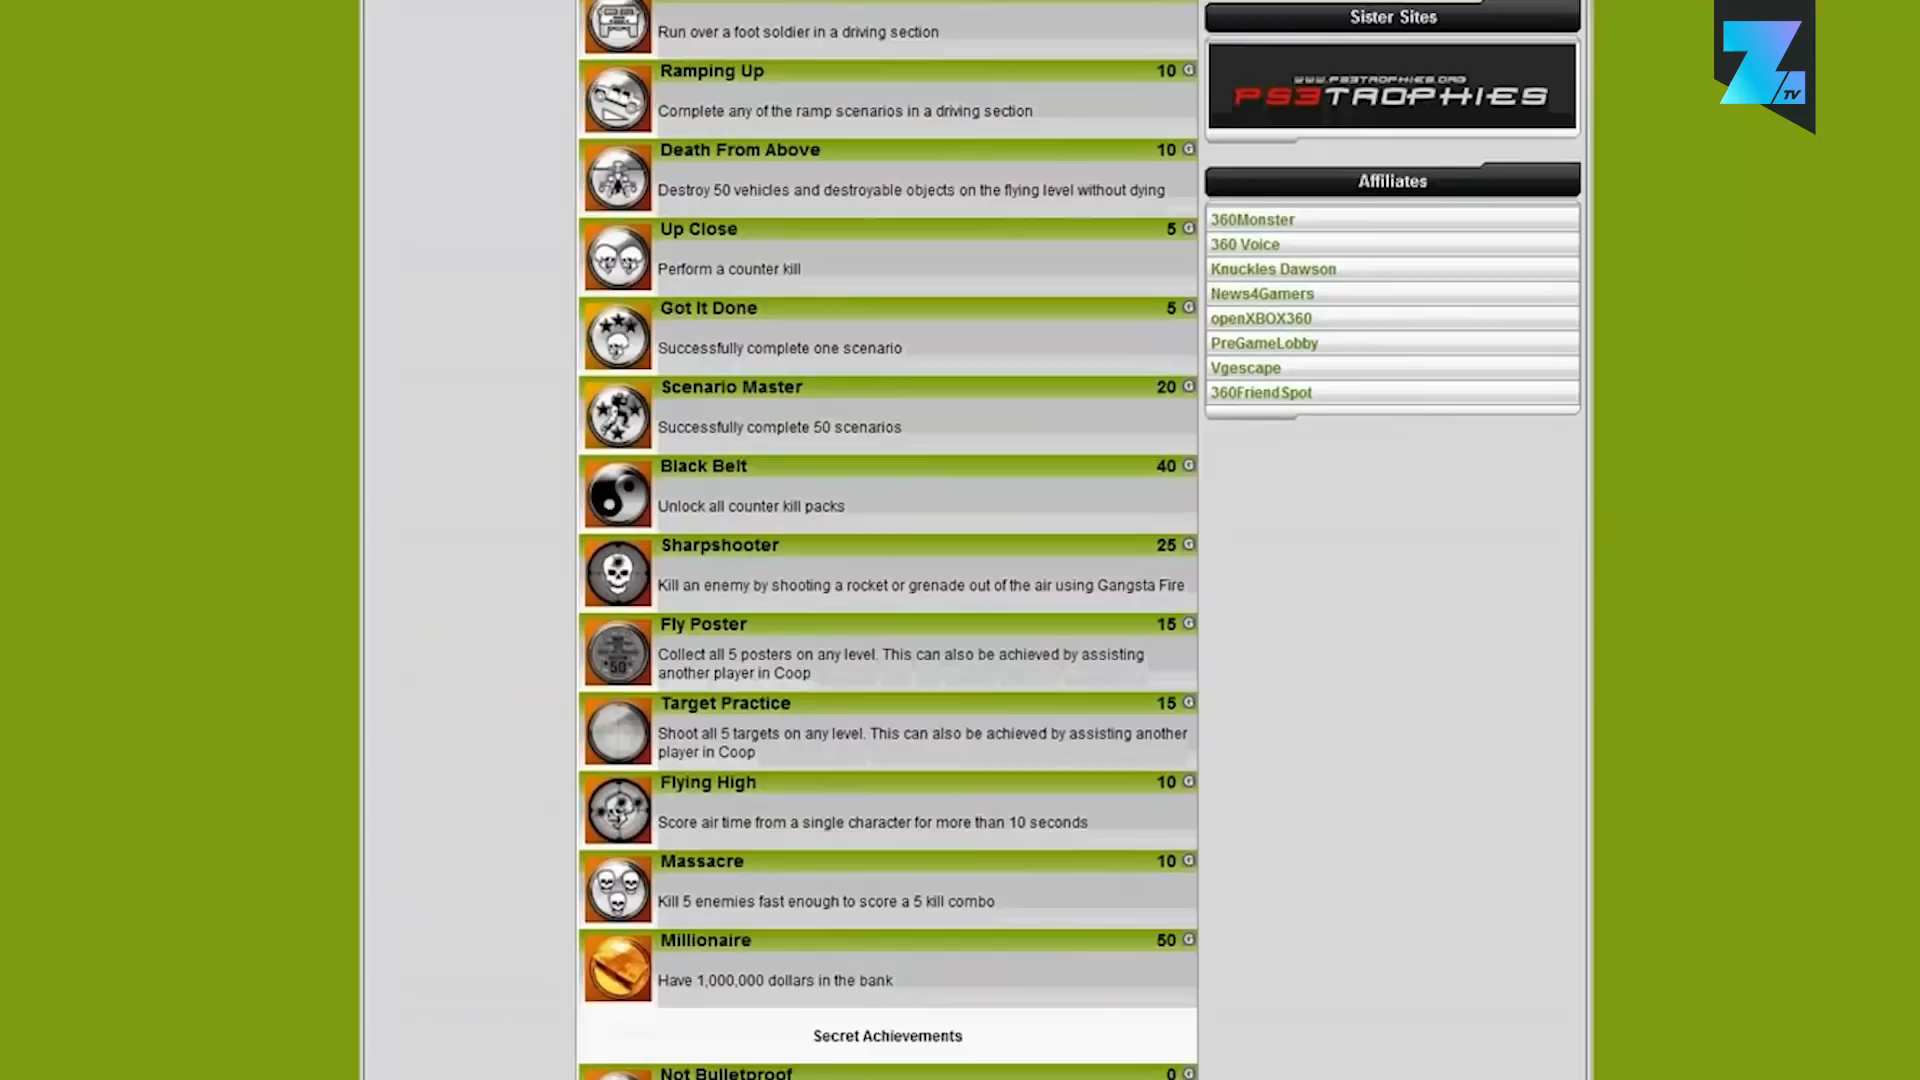 Run over a foot soldier in a driving section
Ramping Up 10 G
Complete any of the ramp scenarios in a driving section
Death From Above 10 G
Destroy 50 vehicles and destroyable objects on the flying level without dying
Up Close 5 G
Perform a counter kill
Got It Done 5 G
Successfully complete one scenario
Scenario Master 20 G
Successfully complete 50 scenarios
Black Belt 40 G
Unlock all counter kill packs
Sharpshooter 25 G
Kill an enemy by shooting a rocket or grenade out of the air using Gangsta Fire
Fly Poster 15 G
Collect all 5 posters on any level. This can also be achieved by assisting
another player in Coop
50
Target Practice 15 G
Shoot all 5 targets on any level. This can also be achieved by assisting another
player in Coop
Flying High 10 G
Score air time from a single character for more than 10 seconds
Massacre 10 G
Kill 5 enemies fast enough to score a 5 kill combo
Millionaire 50 G
Have 1,000,000 dollars in the bank
Secret Achievements
Not Bulletproof 0 G
Sister Sites
WWW.PS3TROPHIES.ORG
PS3TROPHIES
Affiliates
360Monster
360 Voice
Knuckles Dawson
News4Gamers
openXBOX360
PreGameLobby
Vgescape
360FriendSpot
Z
TV